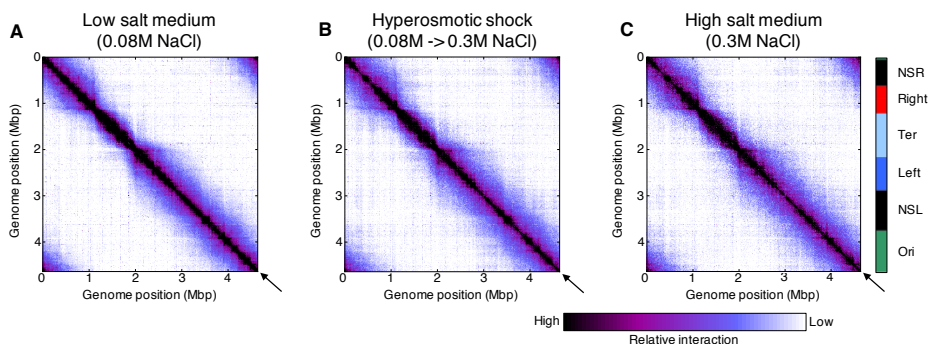 A
Low salt medium
(0.08M NaCl)
B
Hyperosmotic shock
(0.08M -> 0.3M NaCl)
C
High salt medium
(0.3M NaCl)
Genome position (Mbp)
0
1
2
3
4
0 1 2 3 4
Genome position (Mbp)
Genome position (Mbp)
0
1
2
3
4
0 1 2 3 4
Genome position (Mbp)
Genome position (Mbp)
0
1
2
3
4
0 1 2 3 4
Genome position (Mbp)
NSR
Right
Ter
Left
NSL
Ori
High Low
Relative interaction